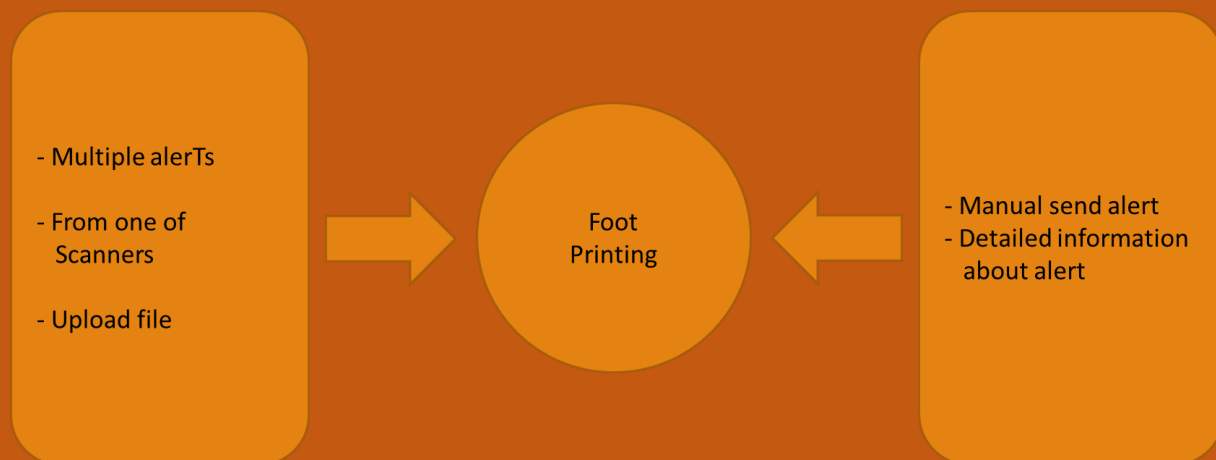 - Multiple alerTs
- From one of
Scanners
- Upload file
Foot
Printing
- Manual send alert
- Detailed information
about alert